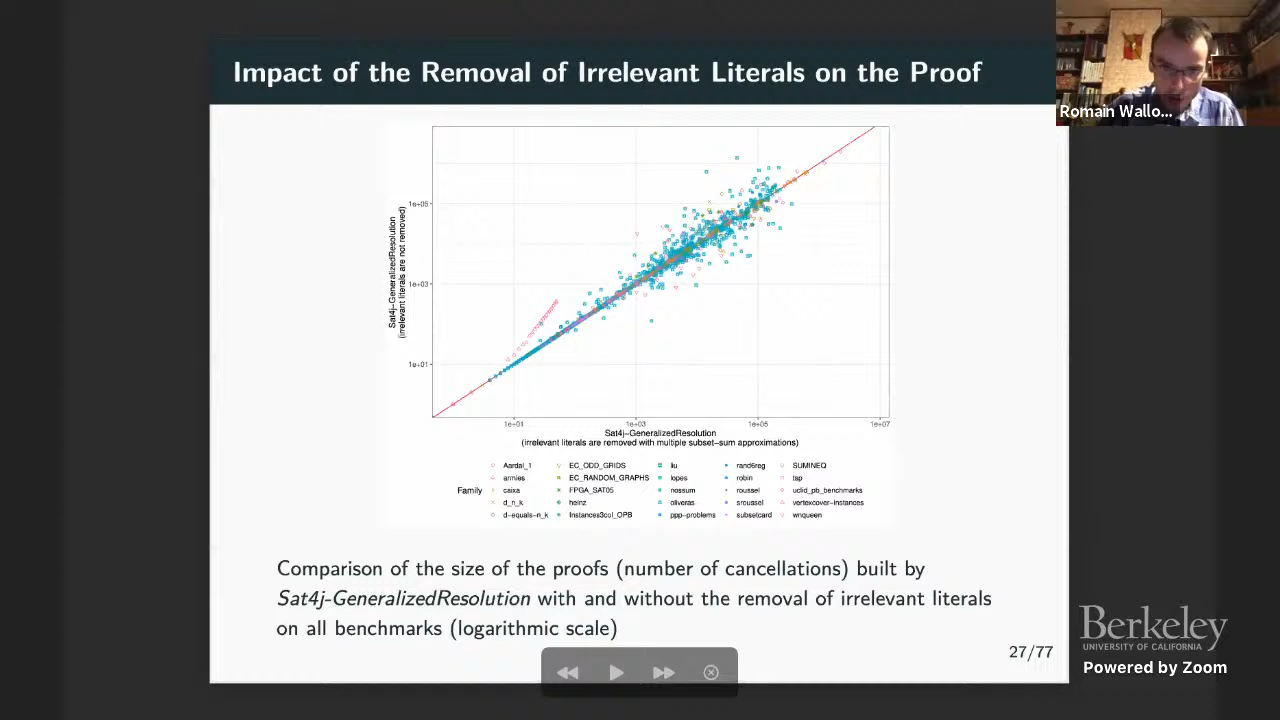 Impact of the Removal of Irrelevant Literals on the Proof
Romain Wallo...
Sat4j-GeneralizedResolution
(irrelevant literals are not removed)
1e+05
1e+03
1e+01
1e+01
1e+03
1e+05
1e+07
Sat4j-GeneralizedResolution
(irrelevant literals are removed with multiple subset-sum approximations)
Family
Aardal_1
armies
caixa
d_n_k
d-equals-n_k
EC_ODD_GRIDS
EC_RANDOM_GRAPHS
FPGA_SAT05
heinz
Instances3col_OPB
liu
lopes
nossum
oliveras
ppp-problems
rand6reg
robin
roussel
sroussel
subsetcard
SUMINEQ
tsp
uclid_pb_benchmarks
vertexcover-instances
wnqueen
Comparison of the size of the proofs (number of cancellations) built by
Sat4j-GeneralizedResolution with and without the removal of irrelevant literals
on all benchmarks (logarithmic scale)
27/77
Berkeley
UNIVERSITY OF CALIFORNIA
Powered by Zoom